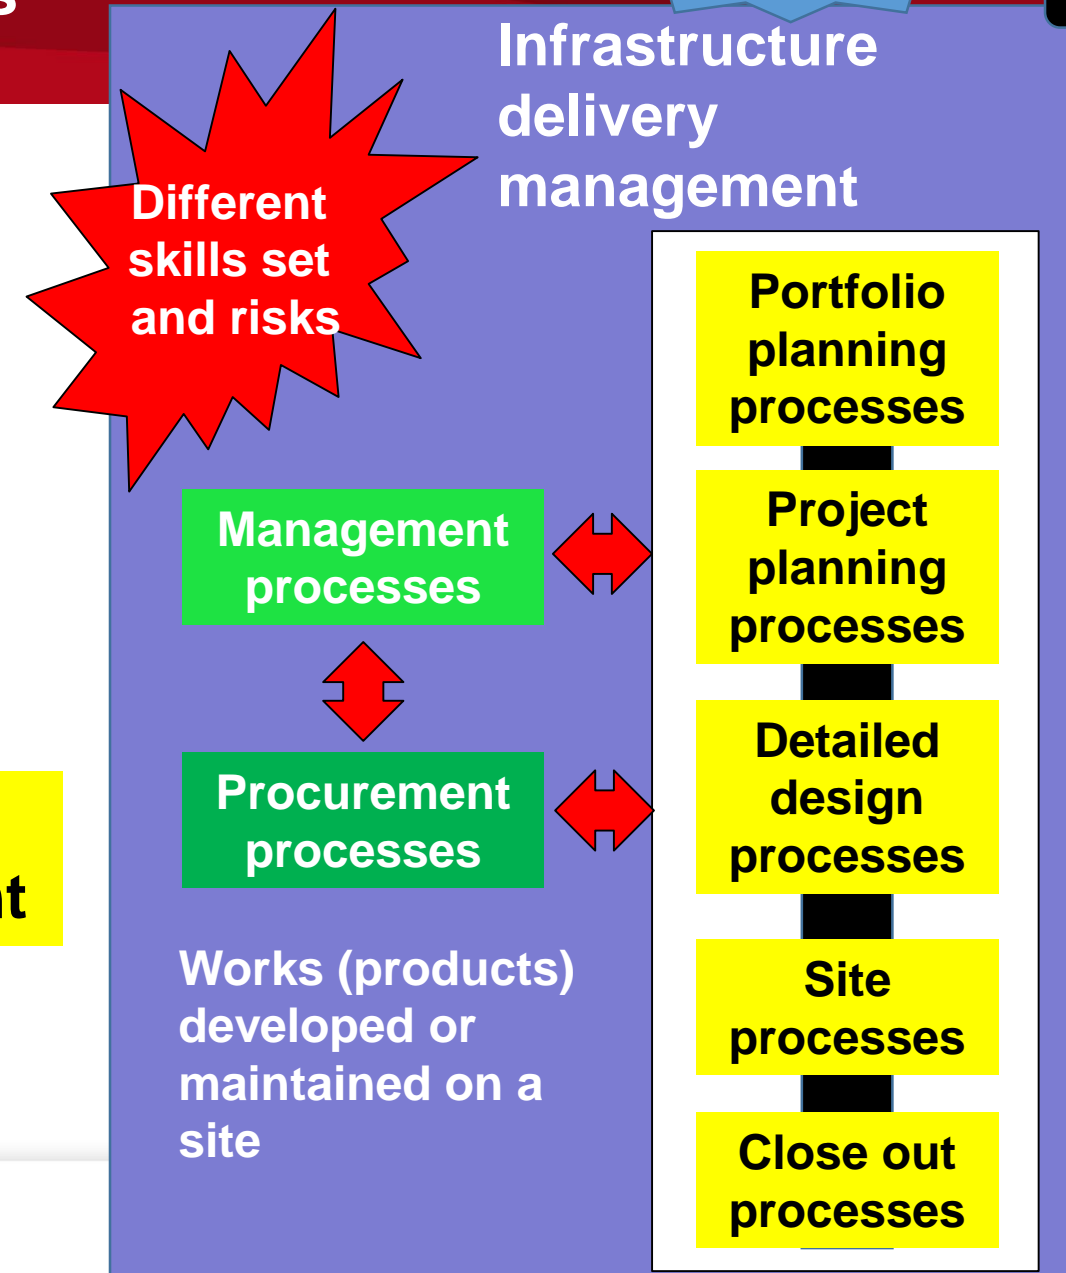 Infrastructure
delivery
management
Different
skills set
and risks
Portfolio
planning
processes
Project
planning
processes
Management
processes
Detailed
design
processes
Procurement
processes
Site
processes
Works (products)
developed or
maintained on a
site
Close out
processes